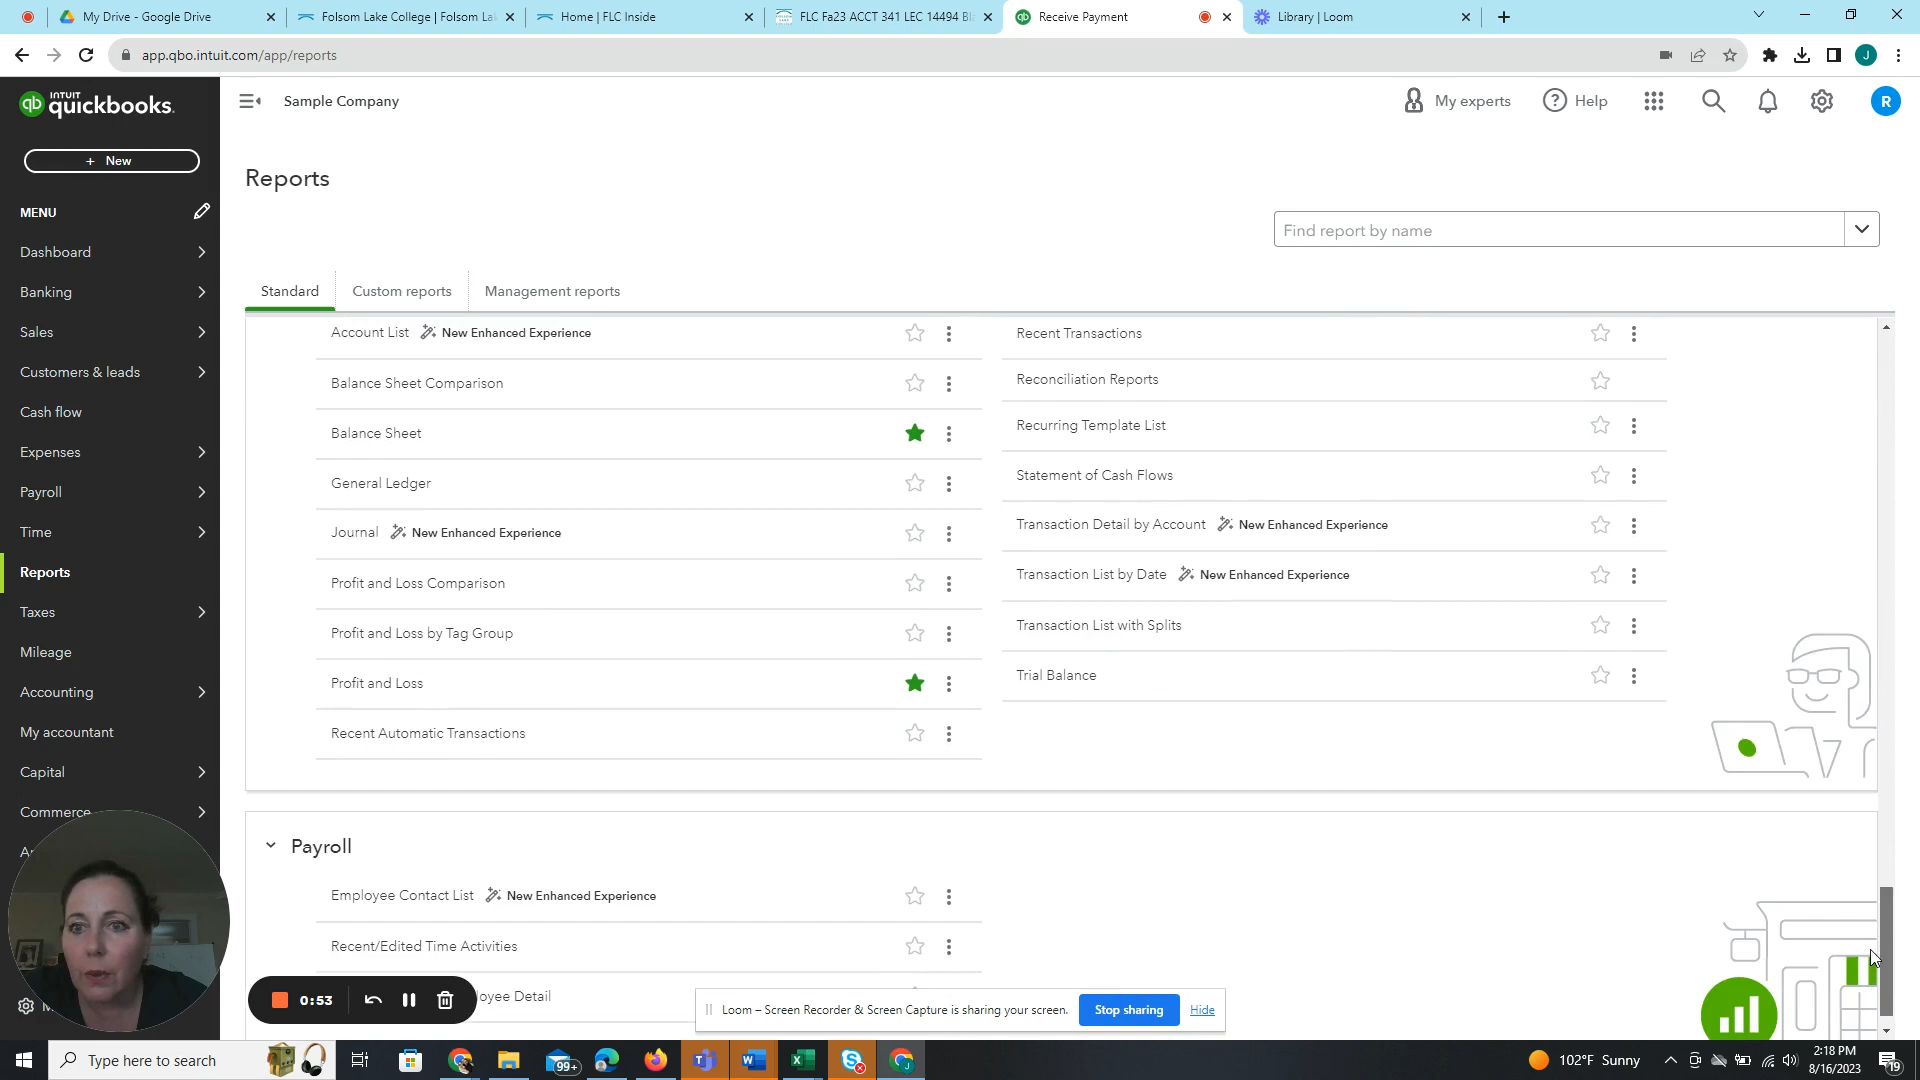 My Drive - Google Drive
Folsom Lake College | Folsom La
Home | FLC Inside
FLC Fa23 ACCT 341 LEC 14494 Bl
Receive Payment
Library | Loom
app.qbo.intuit.com/app/reports
J
INTUIT
quickbooks.
Sample Company
My experts
Help
R
+ New
MENU
Dashboard
Banking
Sales
Customers & leads
Cash flow
Expenses
Payroll
Time
Reports
Taxes
Mileage
Accounting
My accountant
Capital
Commerce
Reports
Find report by name
Standard
Custom reports
Management reports
Account List New Enhanced Experience
Balance Sheet Comparison
Balance Sheet
General Ledger
Journal New Enhanced Experience
Profit and Loss Comparison
Profit and Loss by Tag Group
Profit and Loss
Recent Automatic Transactions
Recent Transactions
Reconciliation Reports
Recurring Template List
Statement of Cash Flows
Transaction Detail by Account New Enhanced Experience
Transaction List by Date New Enhanced Experience
Transaction List with Splits
Trial Balance
Payroll
Employee Contact List New Enhanced Experience
Recent/Edited Time Activities
loyee Detail
0:53
Loom – Screen Recorder & Screen Capture is sharing your screen.
Stop sharing
Hide
Type here to search
99+
102°F Sunny
2:18 PM
8/16/2023
19